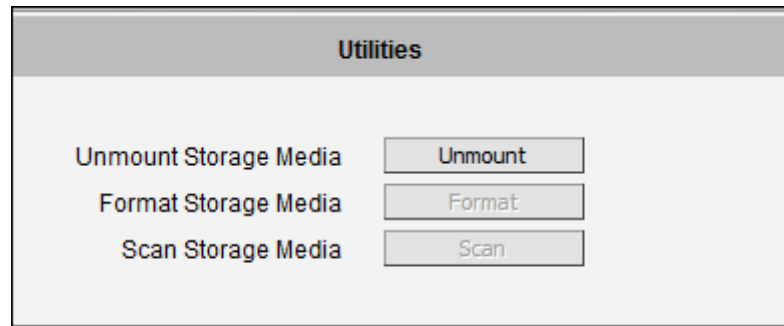 Utilities
Unmount Storage Media Unmount
Format Storage Media Format
Scan Storage Media Scan